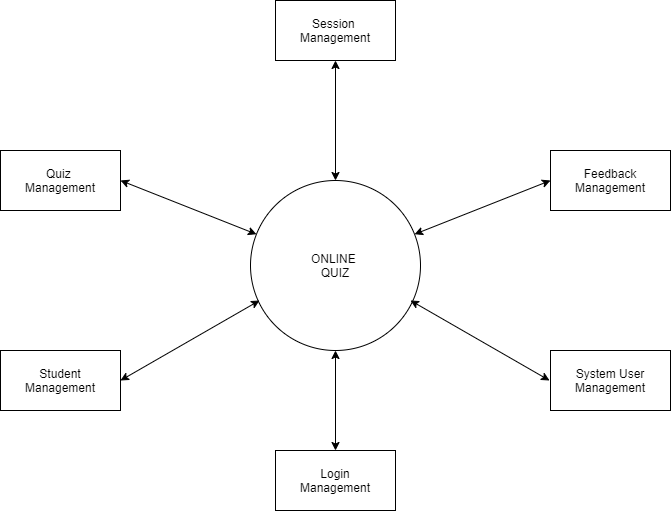 Session
Management
Quiz
Management
Feedback
Management
ONLINE
QUIZ
Student
Management
System User
Management
Login
Management